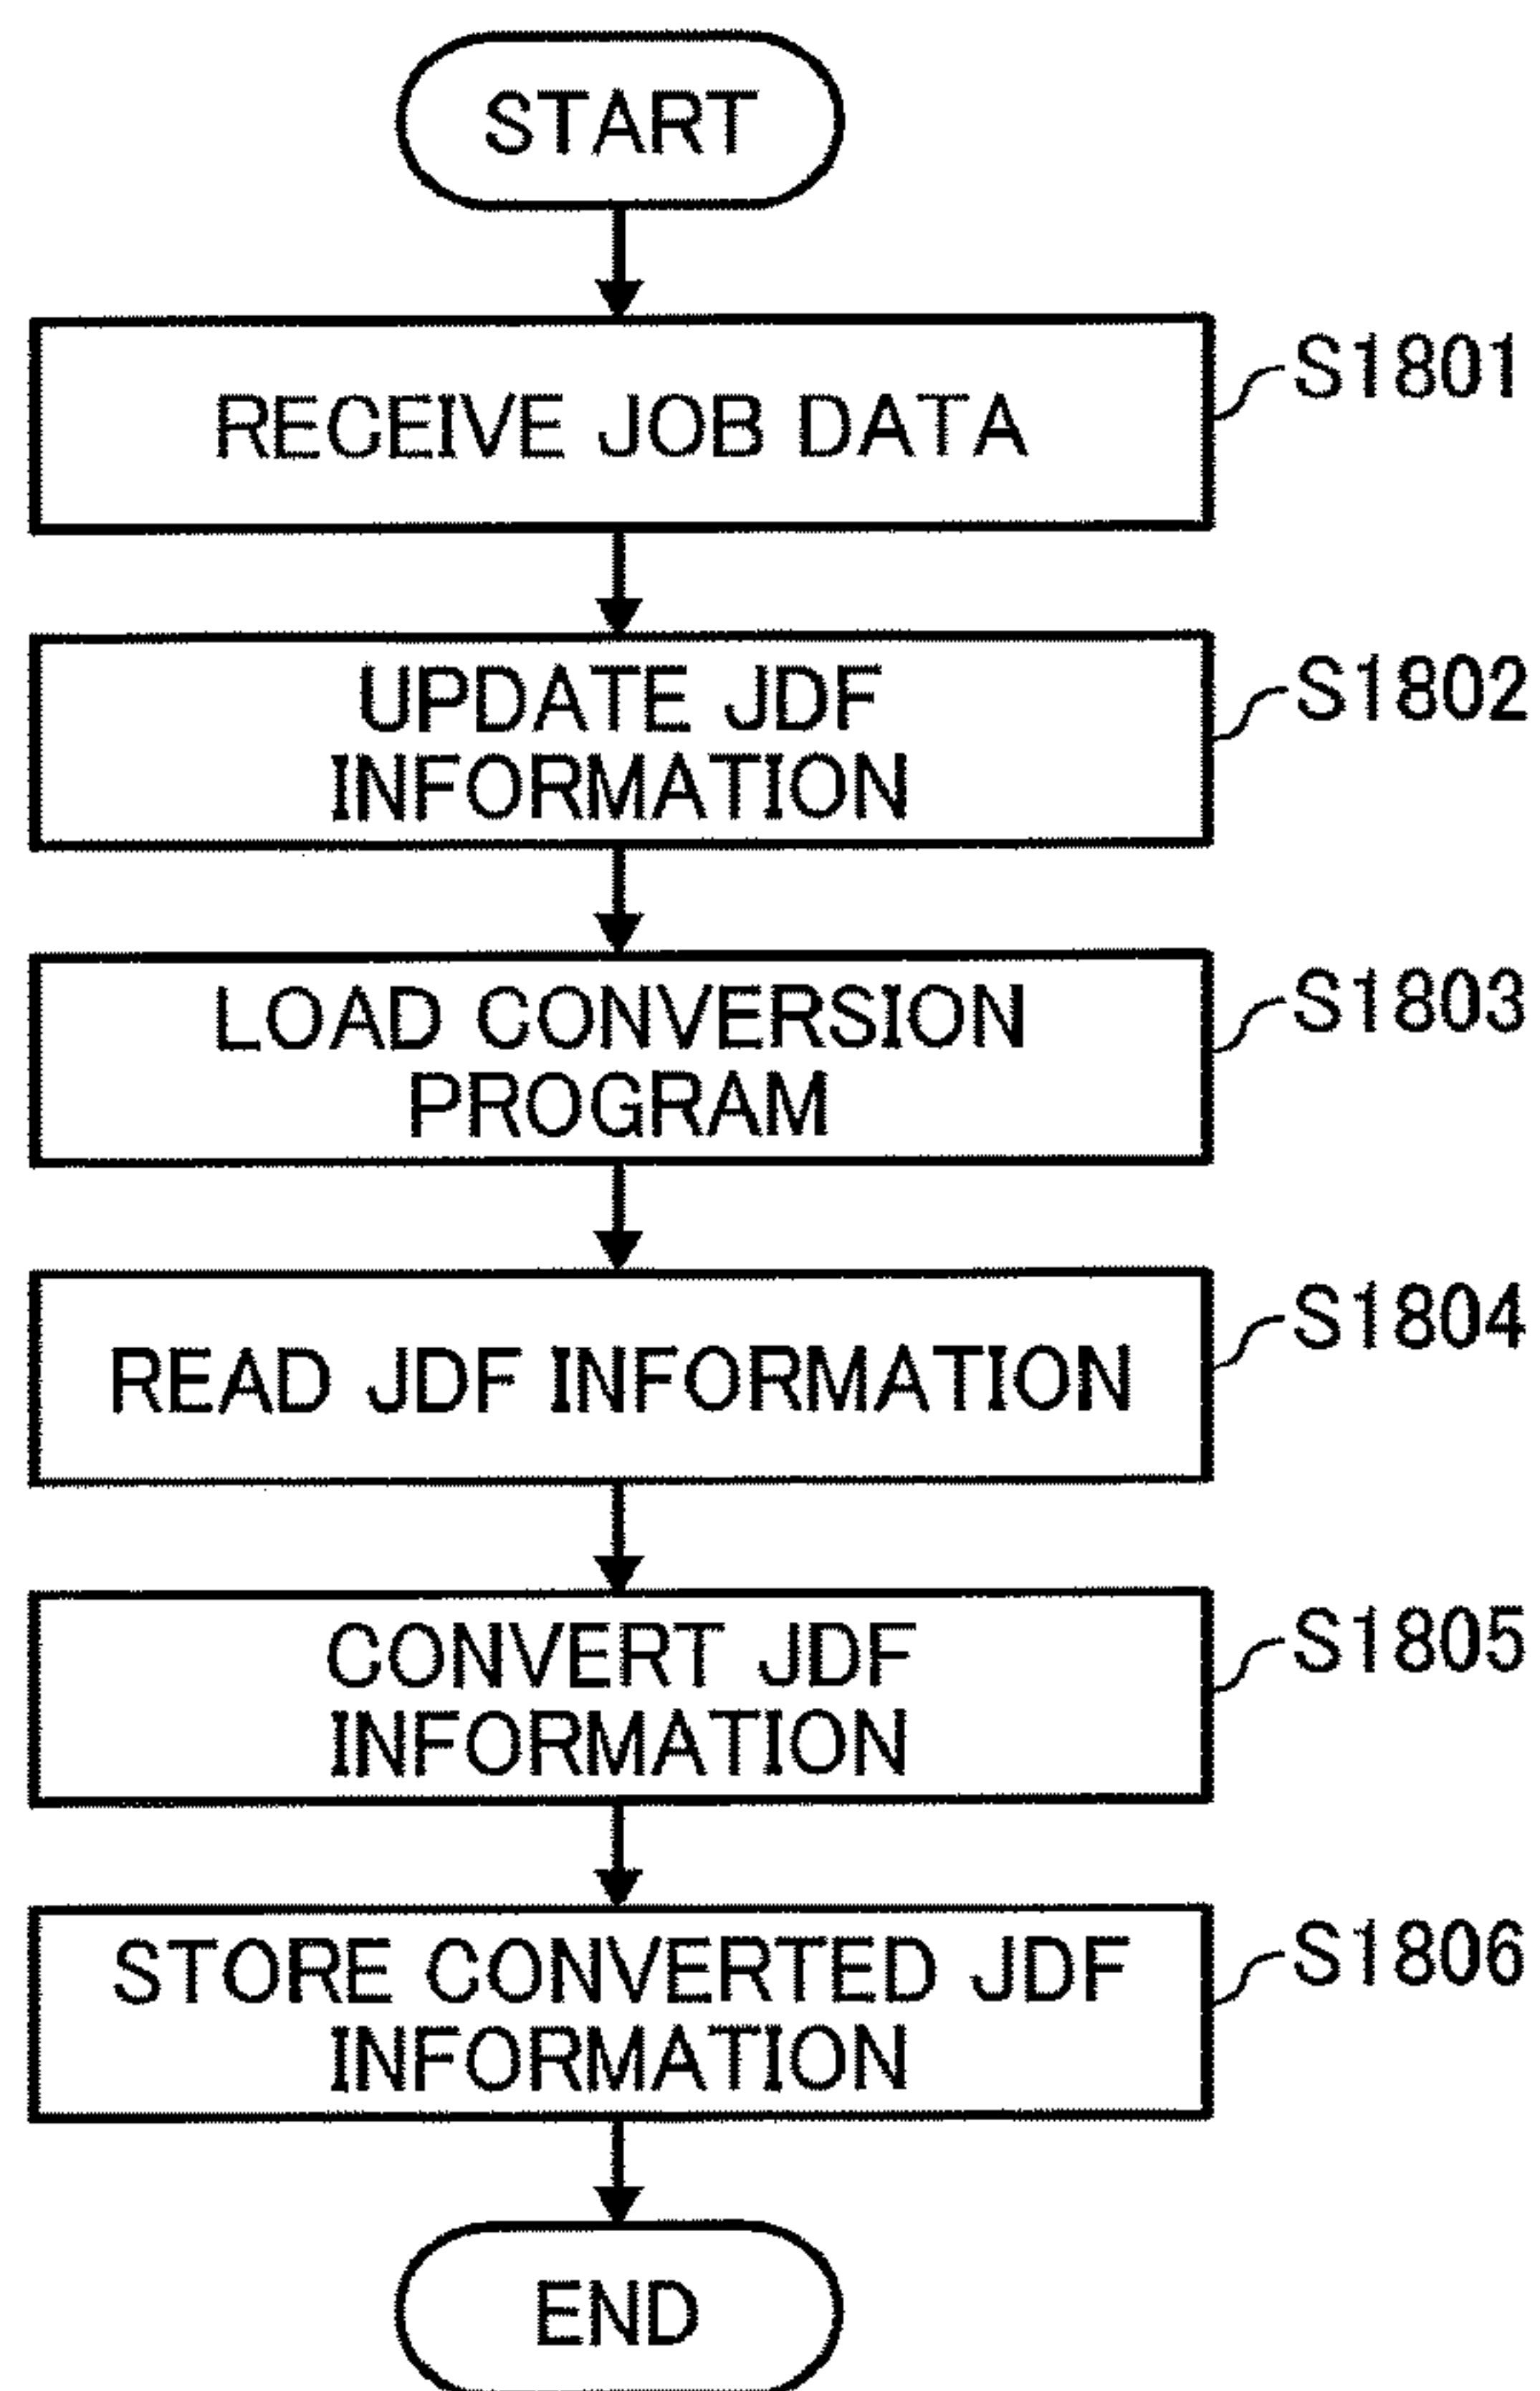 START
RECEIVE JOB DATA
S1801
UPDATE JDF
INFORMATION
S1802
LOAD CONVERSION
PROGRAM
S1803
READ JDF INFORMATION
S1804
CONVERT JDF
INFORMATION
S1805
STORE CONVERTED JDF
INFORMATION
S1806
END